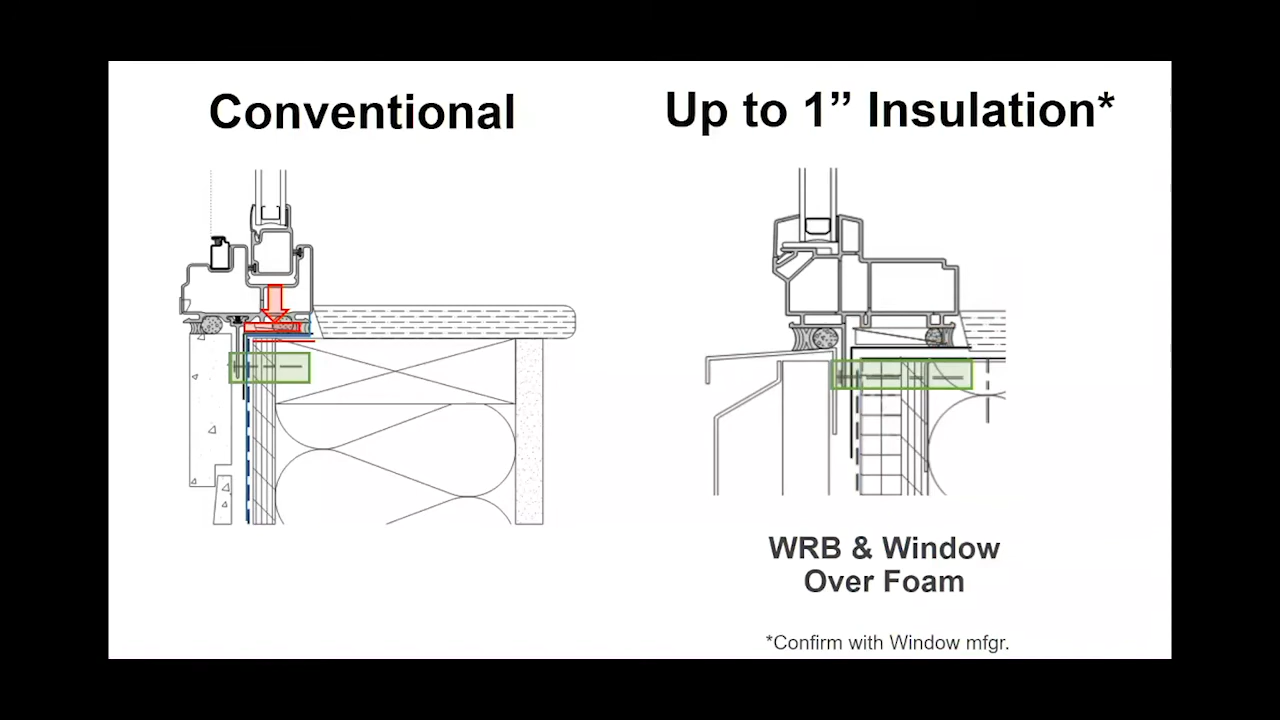 Conventional
Up to 1” Insulation*
WRB & Window
Over Foam
*Confirm with Window mfgr.